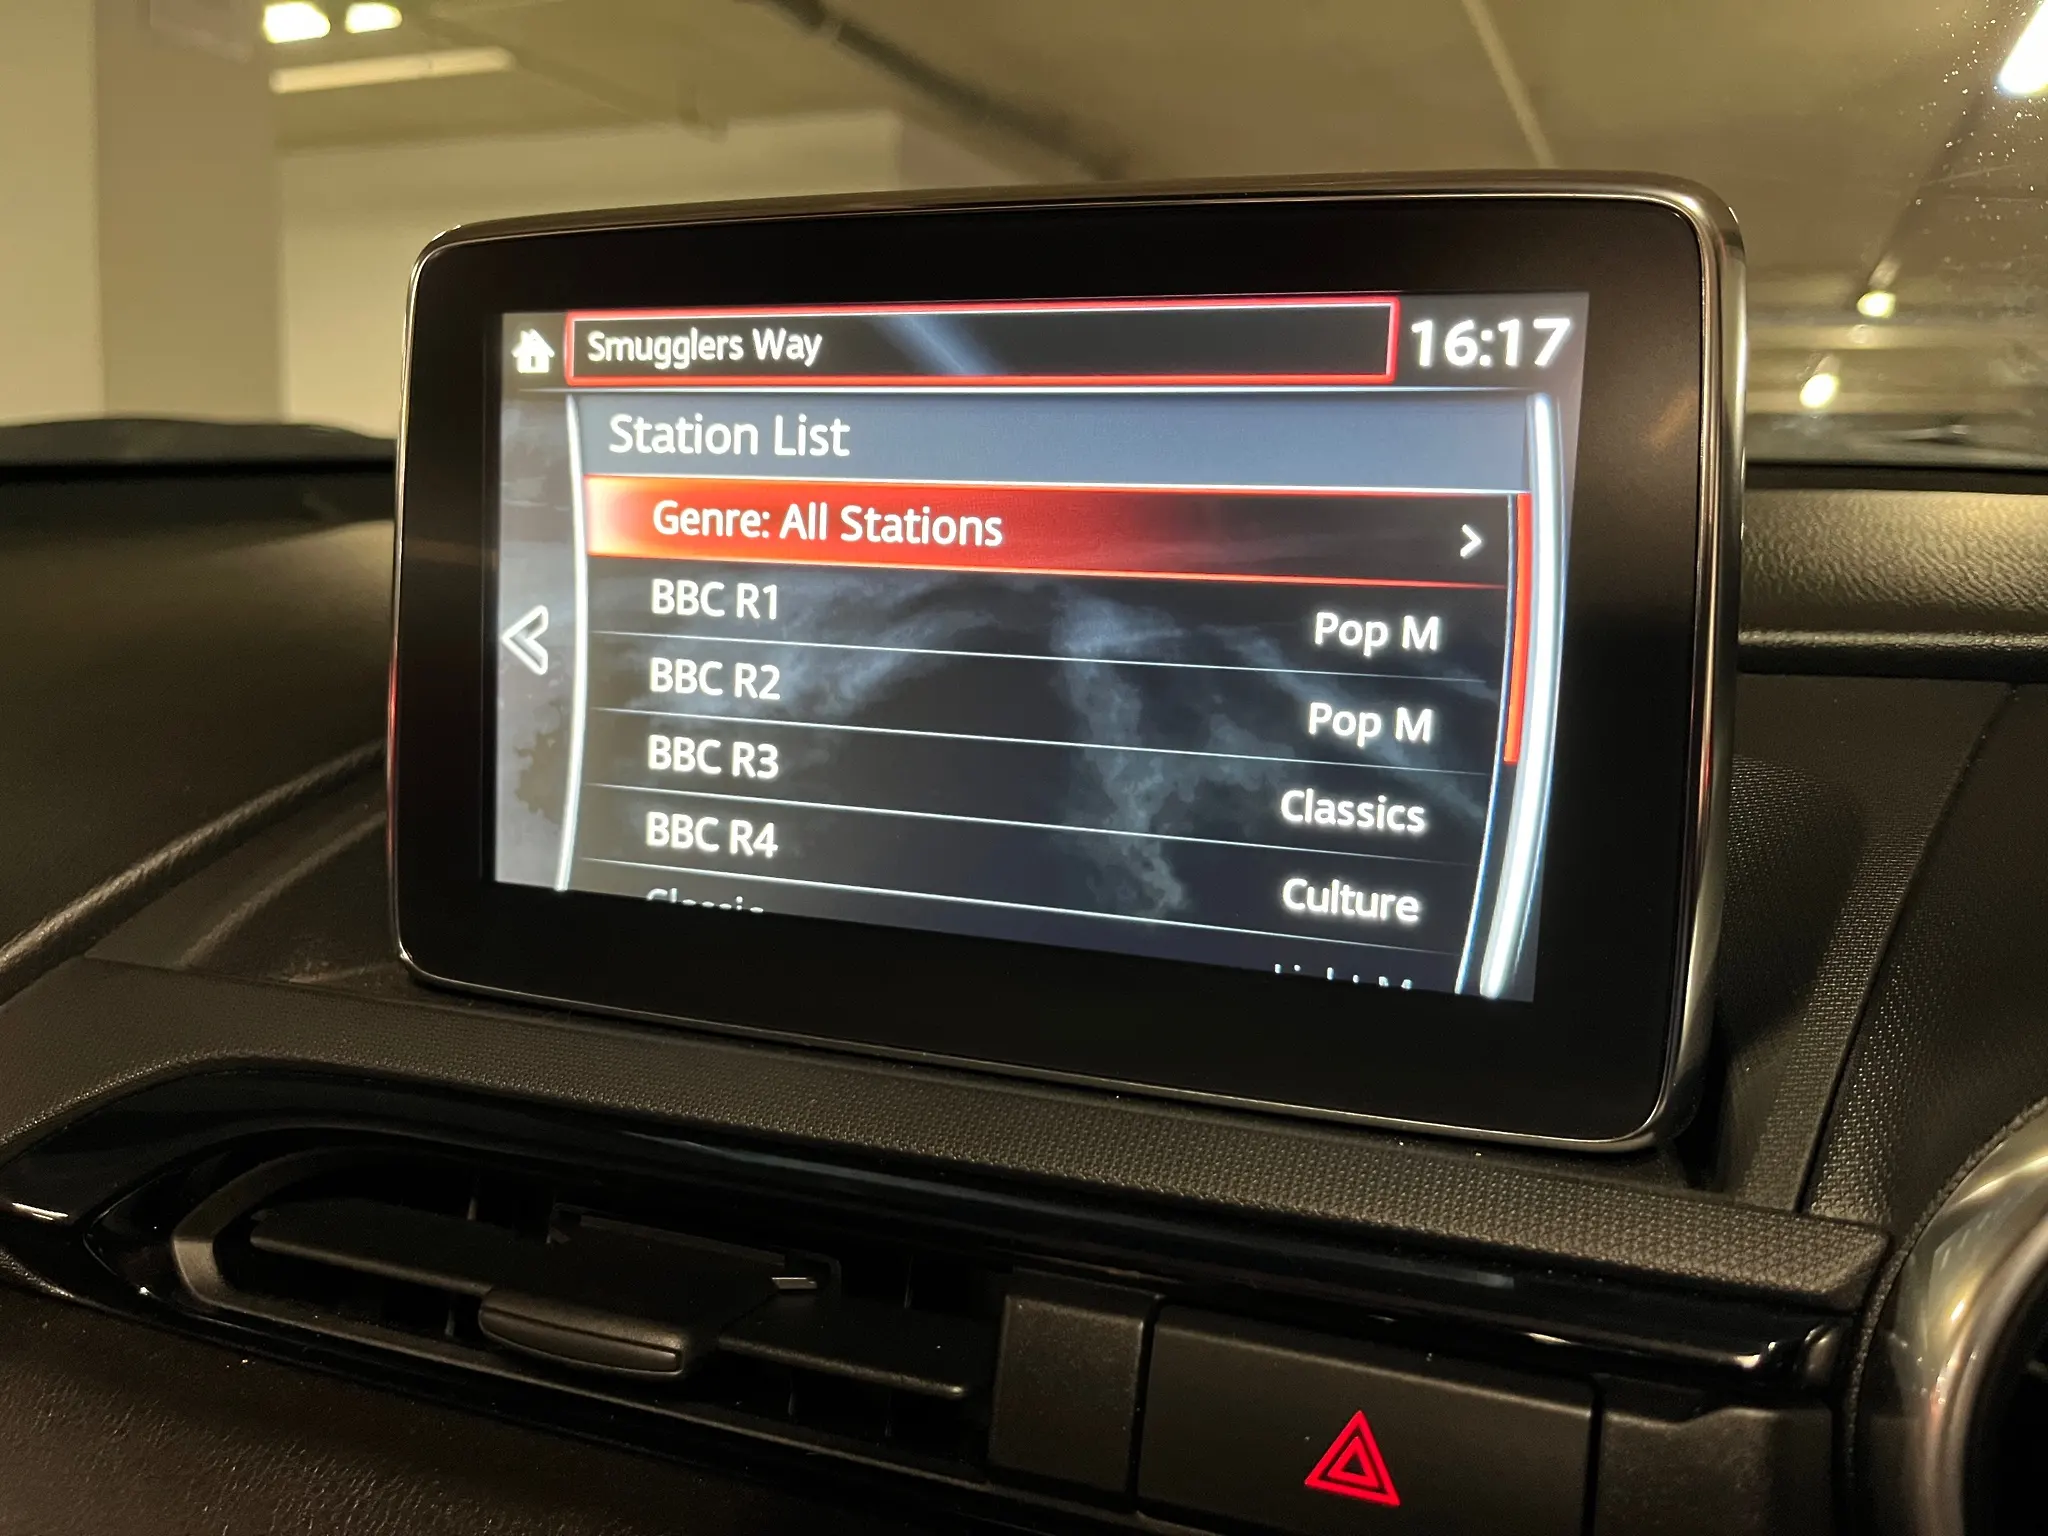 Smugglers Way 16:17
Station List
Genre: All Stations
BBC R1 Pop M
BBC R2 Pop M
BBC R3 Classics
BBC R4 Culture
Classic